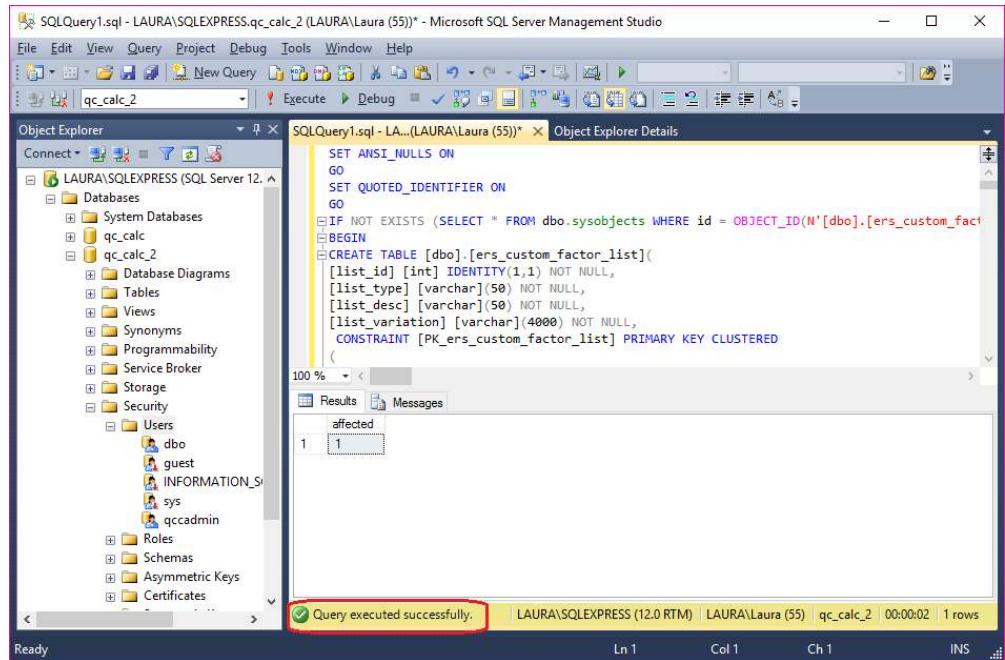 SQLQuery1.sql - LAURA\SQLEXPRESS.qc_calc_2 (LAURA\Laura (55))* - Microsoft SQL Server Management Studio
File Edit View Query Project Debug Tools Window Help
New Query
qc_calc_2 Execute Debug
Object Explorer
Connect
LAURA\SQLEXPRESS (SQL Server 12.
Databases
System Databases
qc_calc
qc_calc_2
Database Diagrams
Tables
Views
Synonyms
Programmability
Service Broker
Storage
Security
Users
dbo
guest
INFORMATION_S
sys
qccadmin
Roles
Schemas
Asymmetric Keys
Certificates
SQLQuery1.sql - LA...(LAURA\Laura (55))* Object Explorer Details
SET ANSI_NULLS ON
GO
SET QUOTED_IDENTIFIER ON
GO
IF NOT EXISTS (SELECT * FROM dbo.sysobjects WHERE id = OBJECT_ID(N'[dbo].[ers_custom_fact
BEGIN
CREATE TABLE [dbo].[ers_custom_factor_list](
[list_id] [int] IDENTITY(1,1) NOT NULL,
[list_type] [varchar](50) NOT NULL,
[list_desc] [varchar](50) NOT NULL,
[list_variation] [varchar](4000) NOT NULL,
CONSTRAINT [PK_ers_custom_factor_list] PRIMARY KEY CLUSTERED
(
100 %
Results Messages
affected
1 1
Query executed successfully. LAURA\SQLEXPRESS (12.0 RTM) LAURA\Laura (55) qc_calc_2 00:00:02 1 rows
Ready Ln 1 Col 1 Ch 1 INS